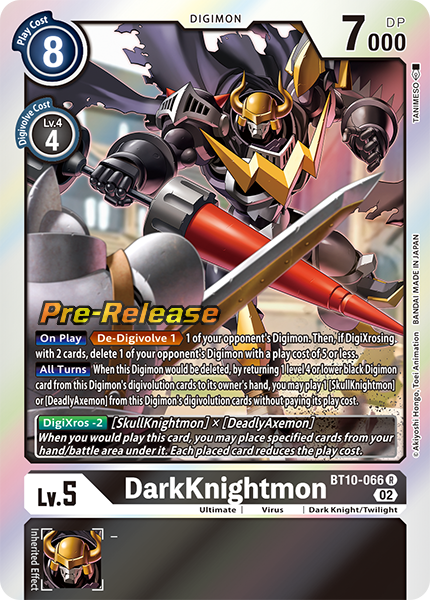 DIGIMON
Play Cost
8
7000
DP
Digivolve Cost
Lv.4
4
TANIMESO
BANDAI MADE IN JAPAN
©Akiyoshi Hongo, Toei Animation
Pre-Release
On Play De-Digivolve 1 1 of your opponent's Digimon. Then, if DigiXrosing
with 2 cards, delete 1 of your opponent's Digimon with a play cost of 5 or less.
All Turns When this Digimon would be deleted, by returning 1 level 4 or lower black Digimon
card from this Digimon's digivolution cards to its owner's hand, you may play 1 [SkullKnightmon]
or [DeadlyAxemon] from this Digimon's digivolution cards without paying its play cost.
DigiXros -2 [SkullKnightmon] × [DeadlyAxemon]
When you would play this card, you may place specified cards from your
hand/battle area under it. Each placed card reduces the play cost.
Lv.5
DarkKnightmon
BT10-066 R
02
Ultimate
Virus
Dark Knight/Twilight
Inherited Effect
-